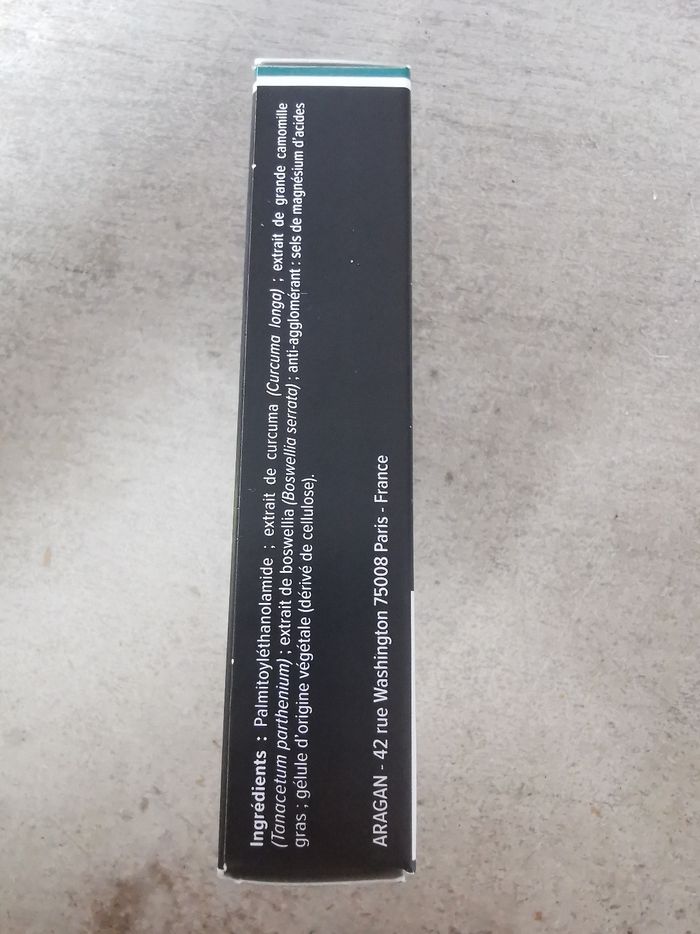 Ingrédients : Palmitoyléthanolamide ; extrait de curcuma (Curcuma longa) ; extrait de grande camomille
(Tanacetum parthenium) ; extrait de boswellia (Boswellia serrata) ; anti-agglomérant : sels de magnésium d'acides
gras ; gélule d'origine végétale (dérivé de cellulose).
ARAGAN - 42 rue Washington 75008 Paris - France